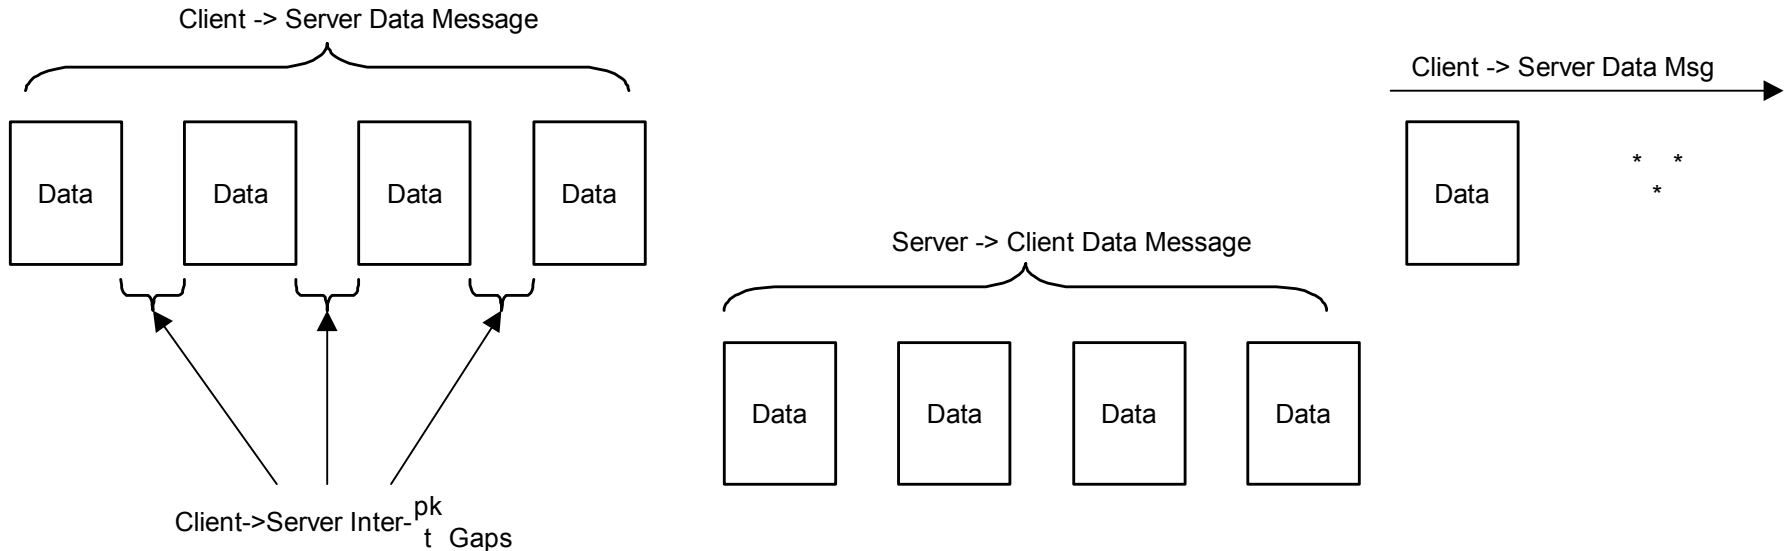 Client -> Server Data Message
Client -> Server Data Msg
Data Data Data Data
Data
* *
*
Server -> Client Data Message
Data Data Data Data
Client->Server Inter-pk
t Gaps